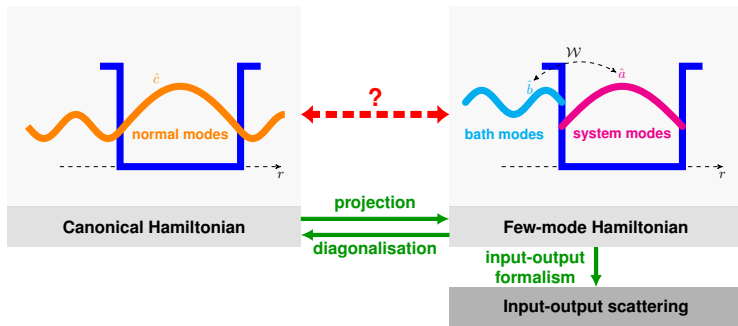 ĉ
normal modes
r
Canonical Hamiltonian
?
projection
diagonalisation
𝒲
b̂
â
bath modes
system modes
r
Few-mode Hamiltonian
input-output
formalism
Input-output scattering